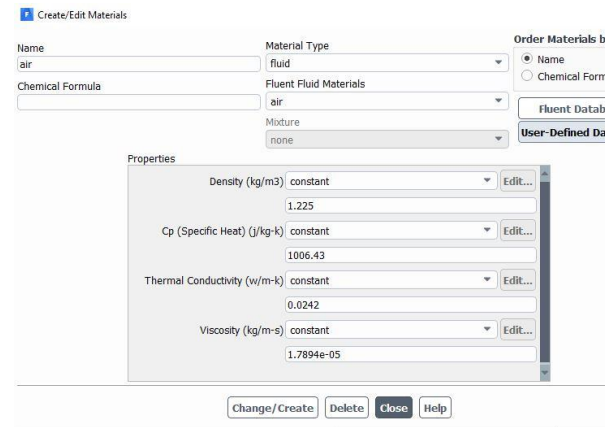 Create/Edit Materials
Name
air
Chemical Formula
Material Type
fluid
Fluent Fluid Materials
air
Mixture
none
Order Materials b
Name
Chemical Form
Fluent Datab
User-Defined Da
Properties
Density (kg/m3) constant Edit...
1.225
Cp (Specific Heat) (j/kg-k) constant Edit...
1006.43
Thermal Conductivity (w/m-k) constant Edit...
0.0242
Viscosity (kg/m-s) constant Edit...
1.7894e-05
Change/Create Delete Close Help